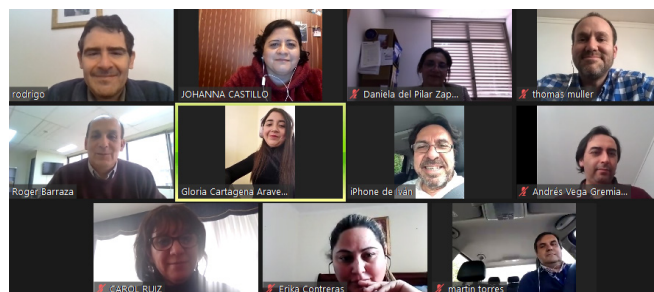 rodrigo
JOHANNA CASTILLO
Daniela del Pilar Zap...
thomas muller
Roger Barraza
Gloria Cartagena Arave...
iPhone de Iván
Andrés Vega Gremia...
CAROL RUIZ
Erika Contreras
martin torres